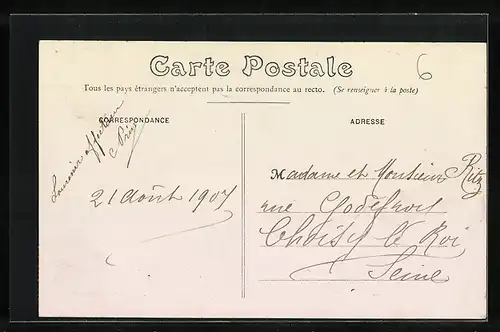 Carte Postale
6
Tous les pays étrangers n'acceptent pas la correspondance au recto. (Se renseigner à la poste)
CORRESPONDANCE
Souvenir affectueux
21 août 1907
ADRESSE
Madame et Monsieur Ritz
rue Godefroy
Choisy le Roi
Seine